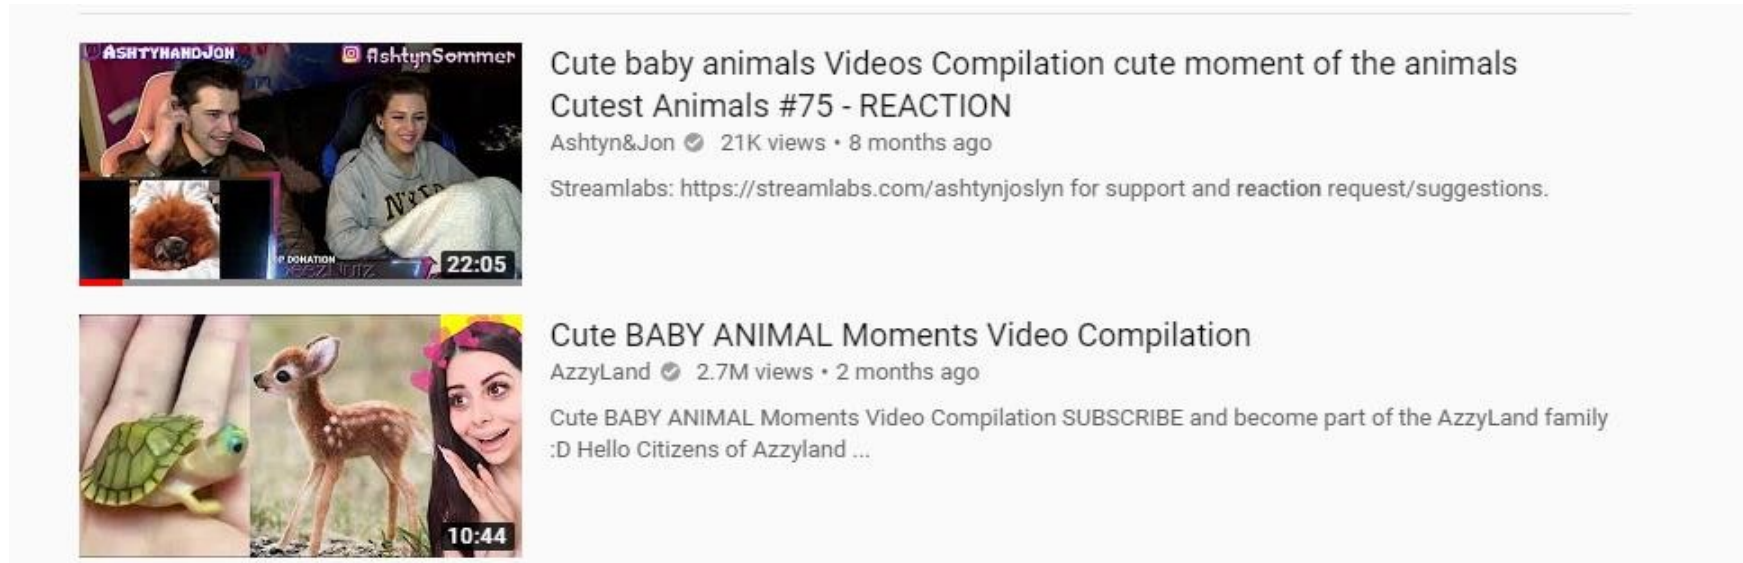 ASHTYNANDJON
AshtynSommer
NYLD
P DONATION
22:05
Cute baby animals Videos Compilation cute moment of the animals
Cutest Animals #75 - REACTION
Ashtyn&Jon 21K views • 8 months ago
Streamlabs: https://streamlabs.com/ashtynjoslyn for support and reaction request/suggestions.
10:44
Cute BABY ANIMAL Moments Video Compilation
AzzyLand 2.7M views • 2 months ago
Cute BABY ANIMAL Moments Video Compilation SUBSCRIBE and become part of the AzzyLand family
:D Hello Citizens of Azzyland ...